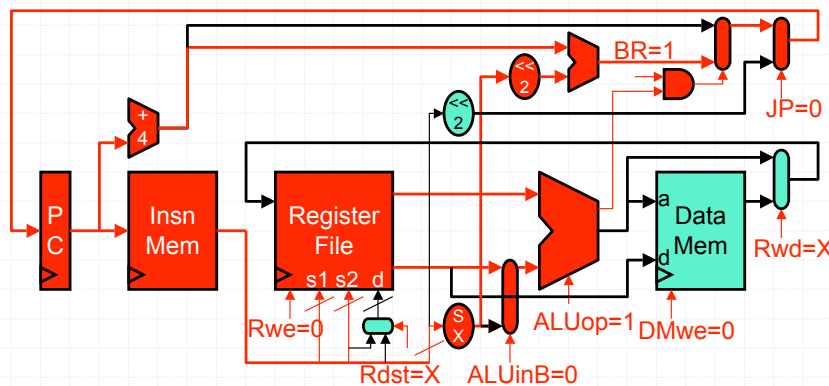 BR=1
<<
2
<<
2
JP=0
+
4
P
C
Insn
Mem
Register
File
s1 s2 d
a
d
Data
Mem
Rwd=X
S
X
Rwe=0
ALUop=1
DMwe=0
Rdst=X
ALUinB=0